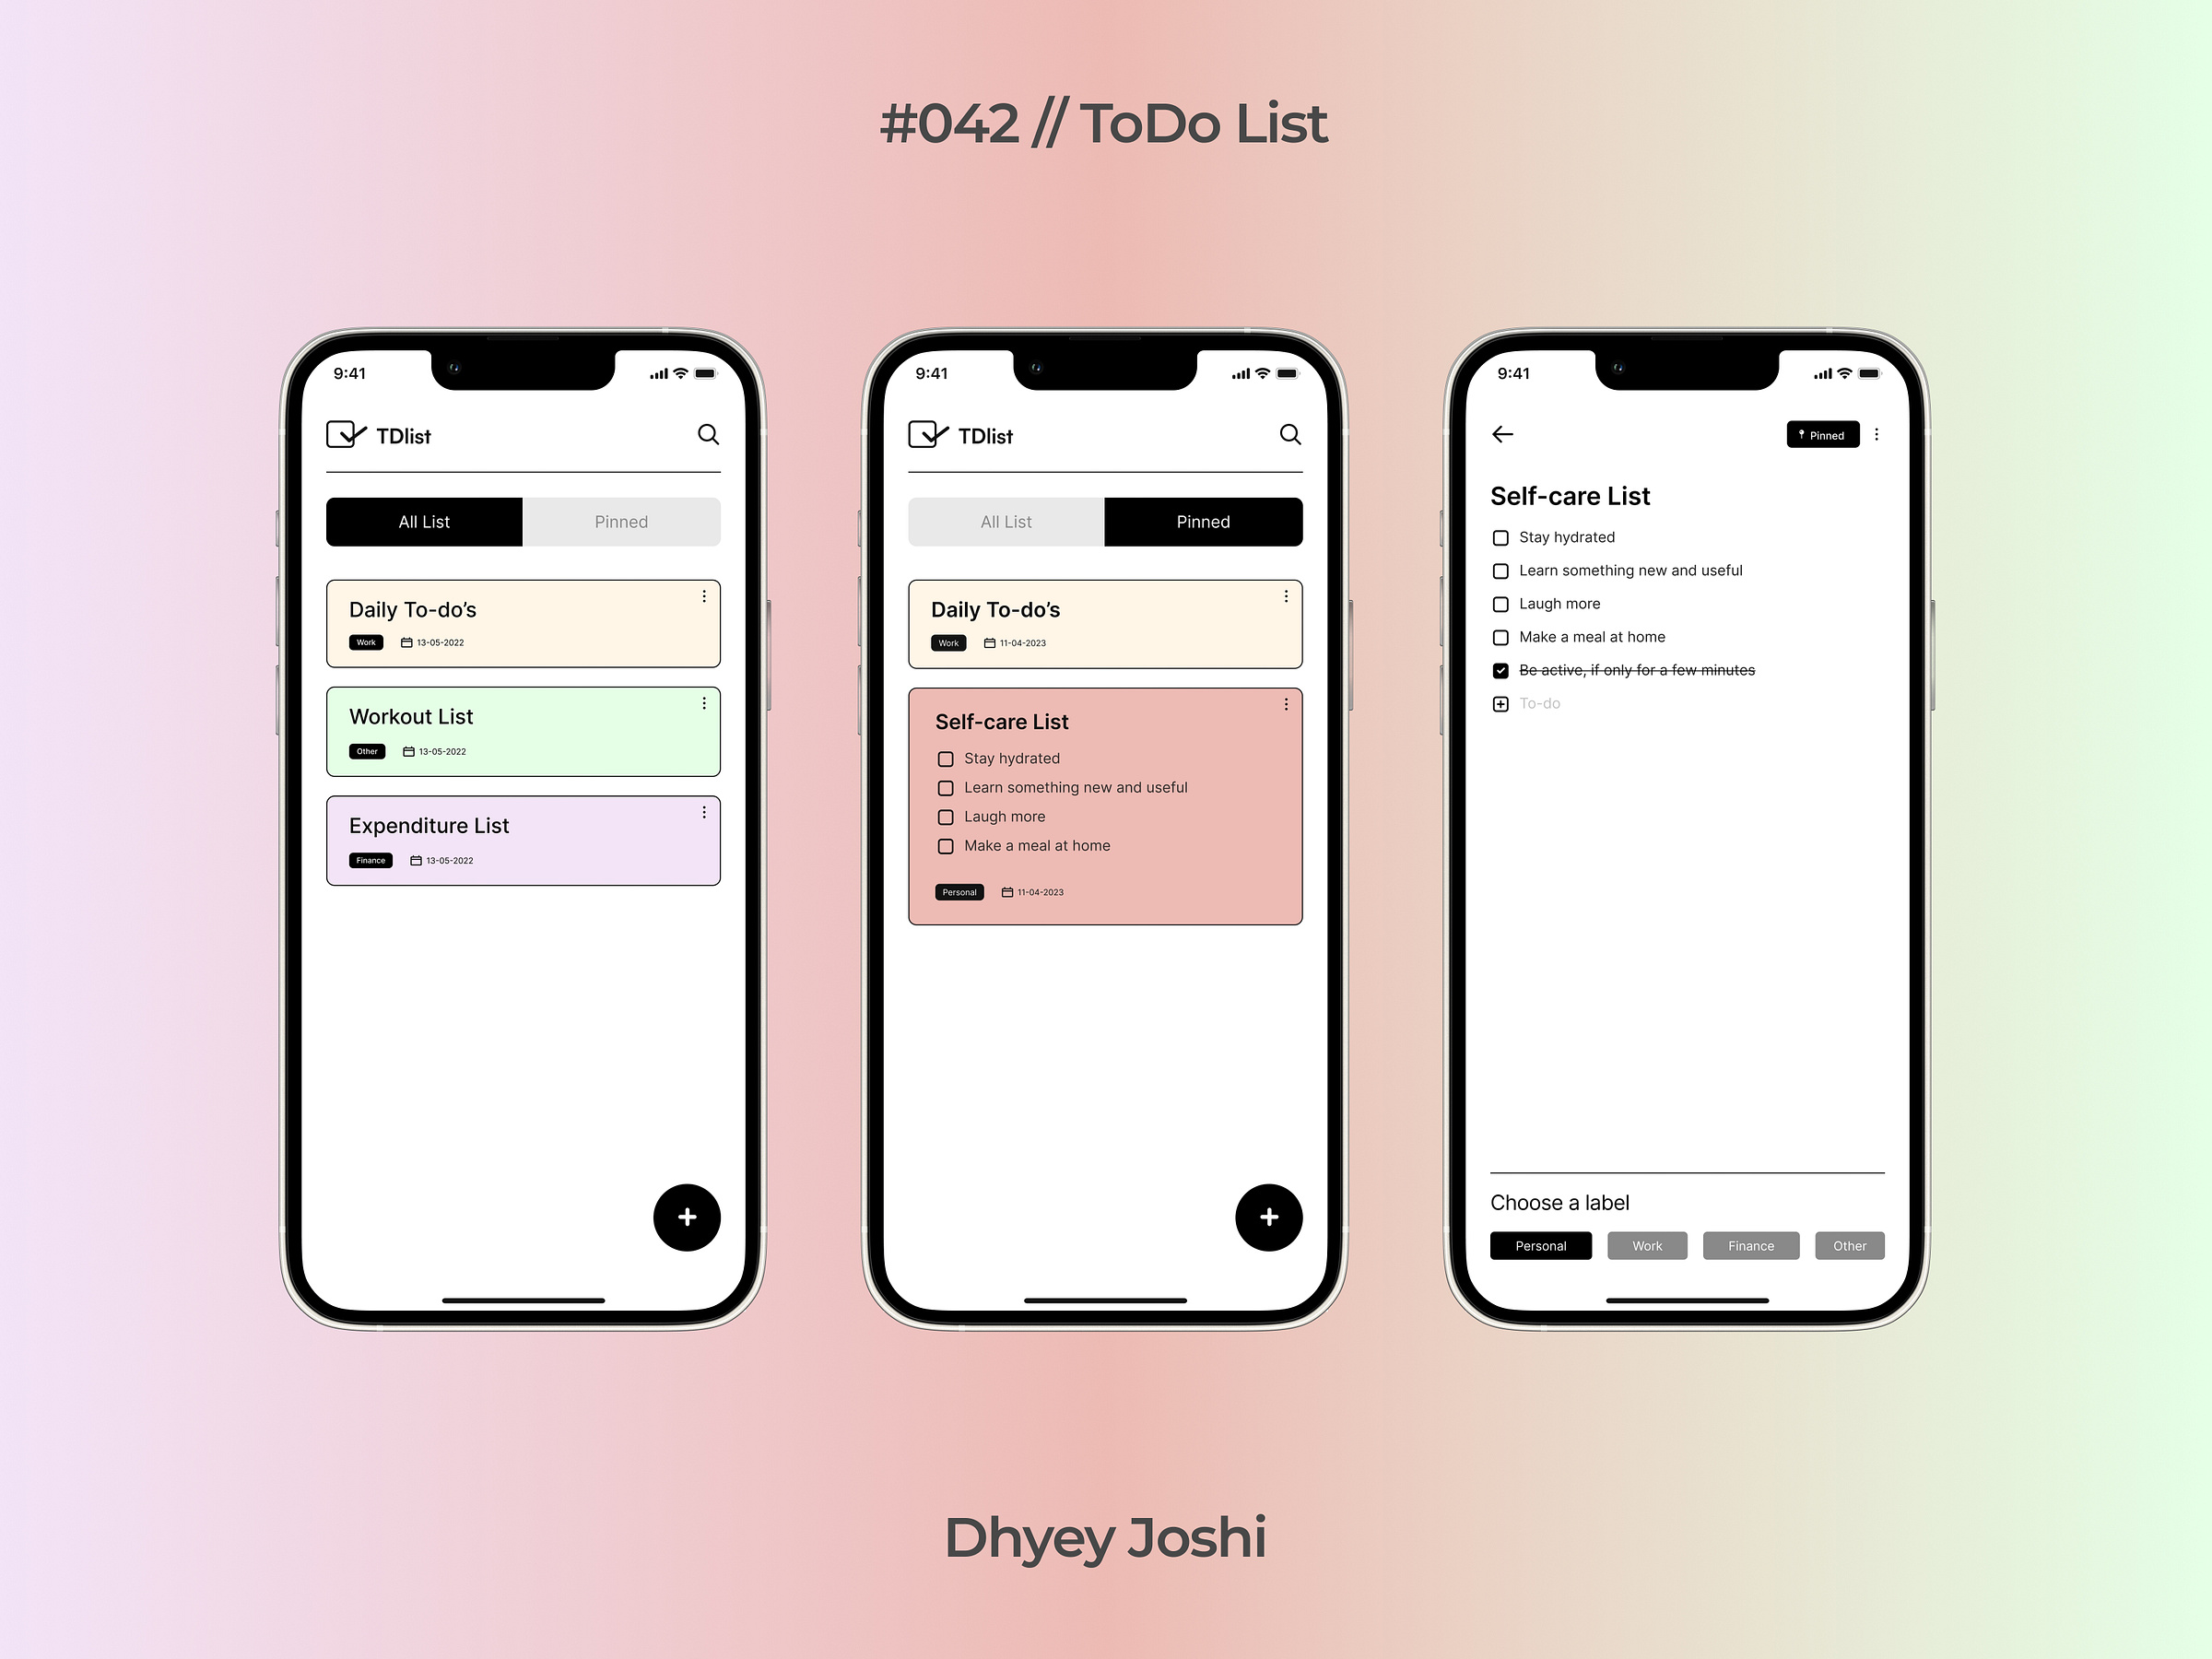 #042 // ToDo List
9:41
TDlist
All List Pinned
Daily To-do’s
Work 13-05-2022
Workout List
Other 13-05-2022
Expenditure List
Finance 13-05-2022
9:41
TDlist
All List Pinned
Daily To-do’s
Work 11-04-2023
Self-care List
Stay hydrated
Learn something new and useful
Laugh more
Make a meal at home
Personal 11-04-2023
9:41
Pinned
Self-care List
Stay hydrated
Learn something new and useful
Laugh more
Make a meal at home
Be active, if only for a few minutes
To-do
Choose a label
Personal Work Finance Other
Dhyey Joshi